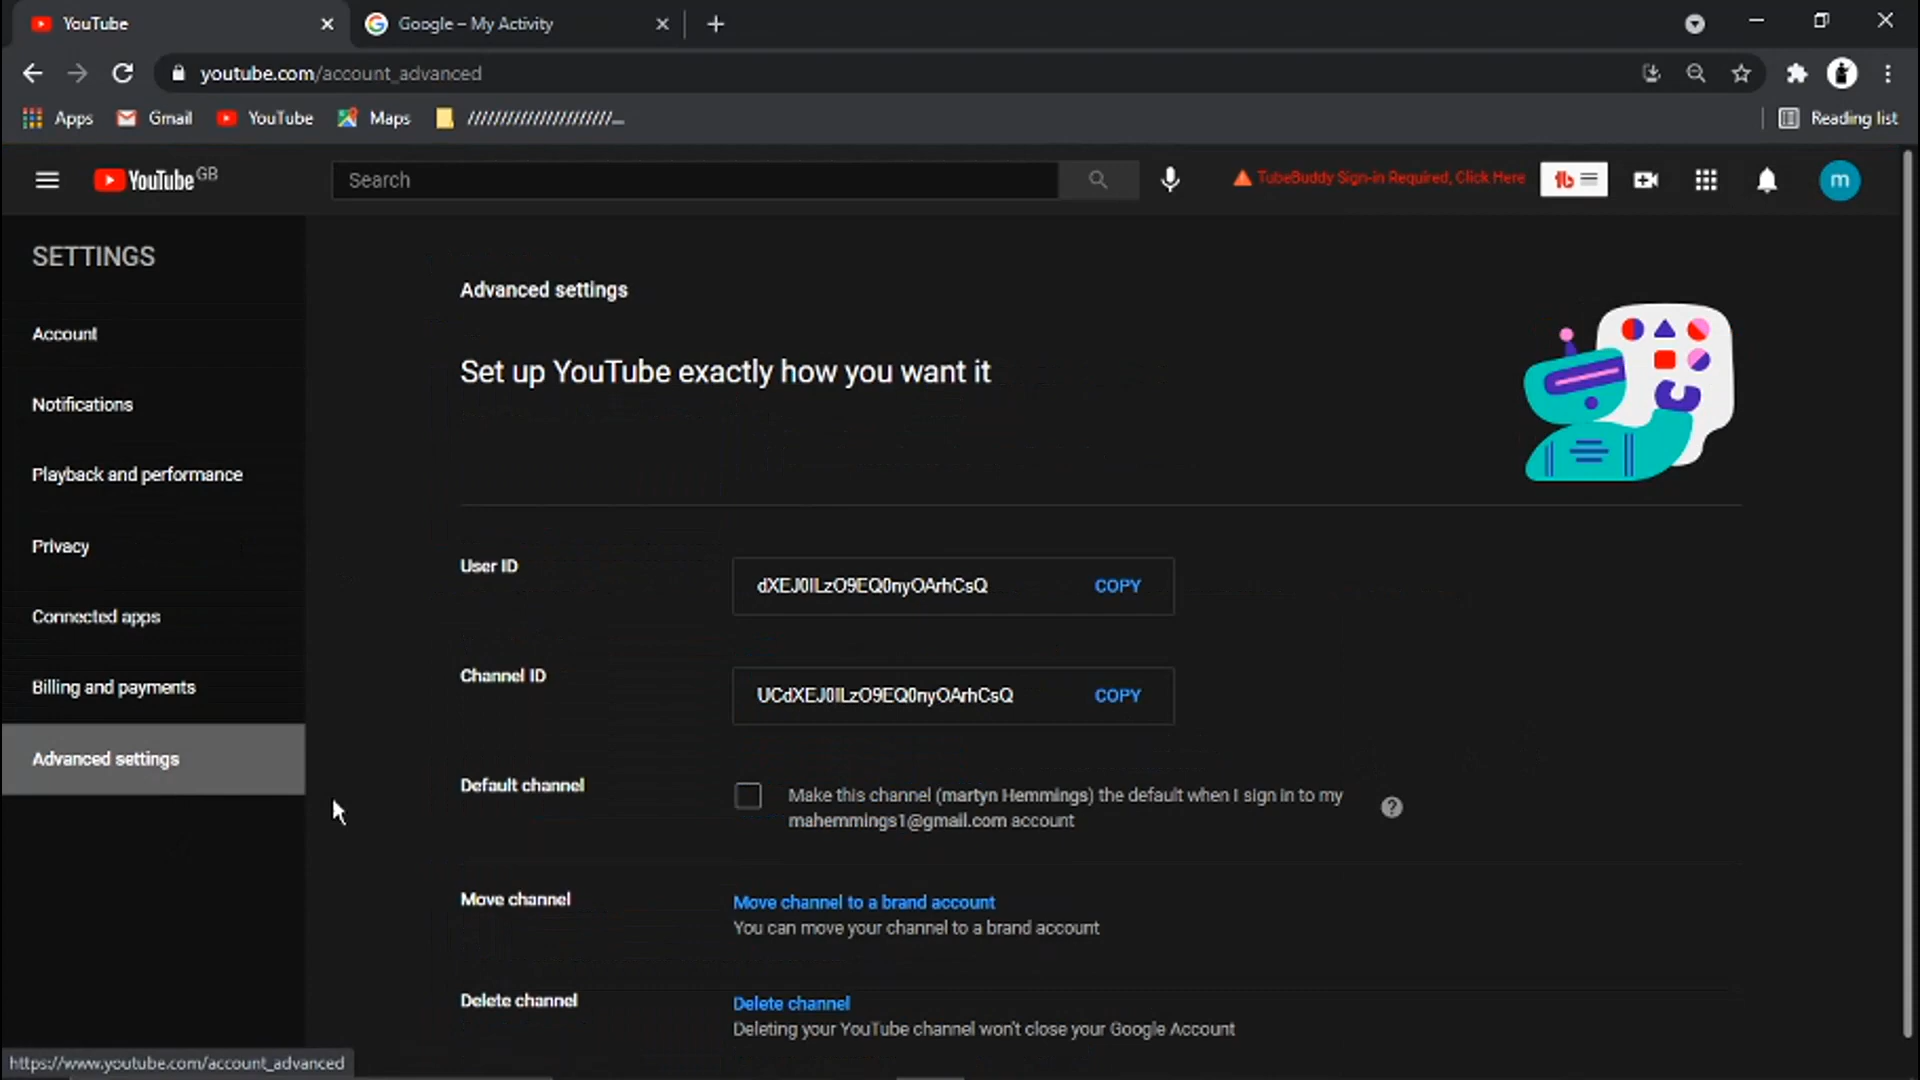 YouTube
Google – My Activity
youtube.com/account_advanced
Apps
Gmail
YouTube
Maps
//////////////////////...
Reading list
YouTube GB
Search
TubeBuddy Sign-in Required, Click Here
tb
m
SETTINGS
Account
Notifications
Playback and performance
Privacy
Connected apps
Billing and payments
Advanced settings
Advanced settings
Set up YouTube exactly how you want it
User ID
dXEJ0ILzO9EQ0nyOArhCsQ
COPY
Channel ID
UCdXEJ0ILzO9EQ0nyOArhCsQ
COPY
Default channel
Make this channel (martyn Hemmings) the default when I sign in to my
mahemmings1@gmail.com account
?
Move channel
Move channel to a brand account
You can move your channel to a brand account
Delete channel
Delete channel
Deleting your YouTube channel won't close your Google Account
https://www.youtube.com/account_advanced